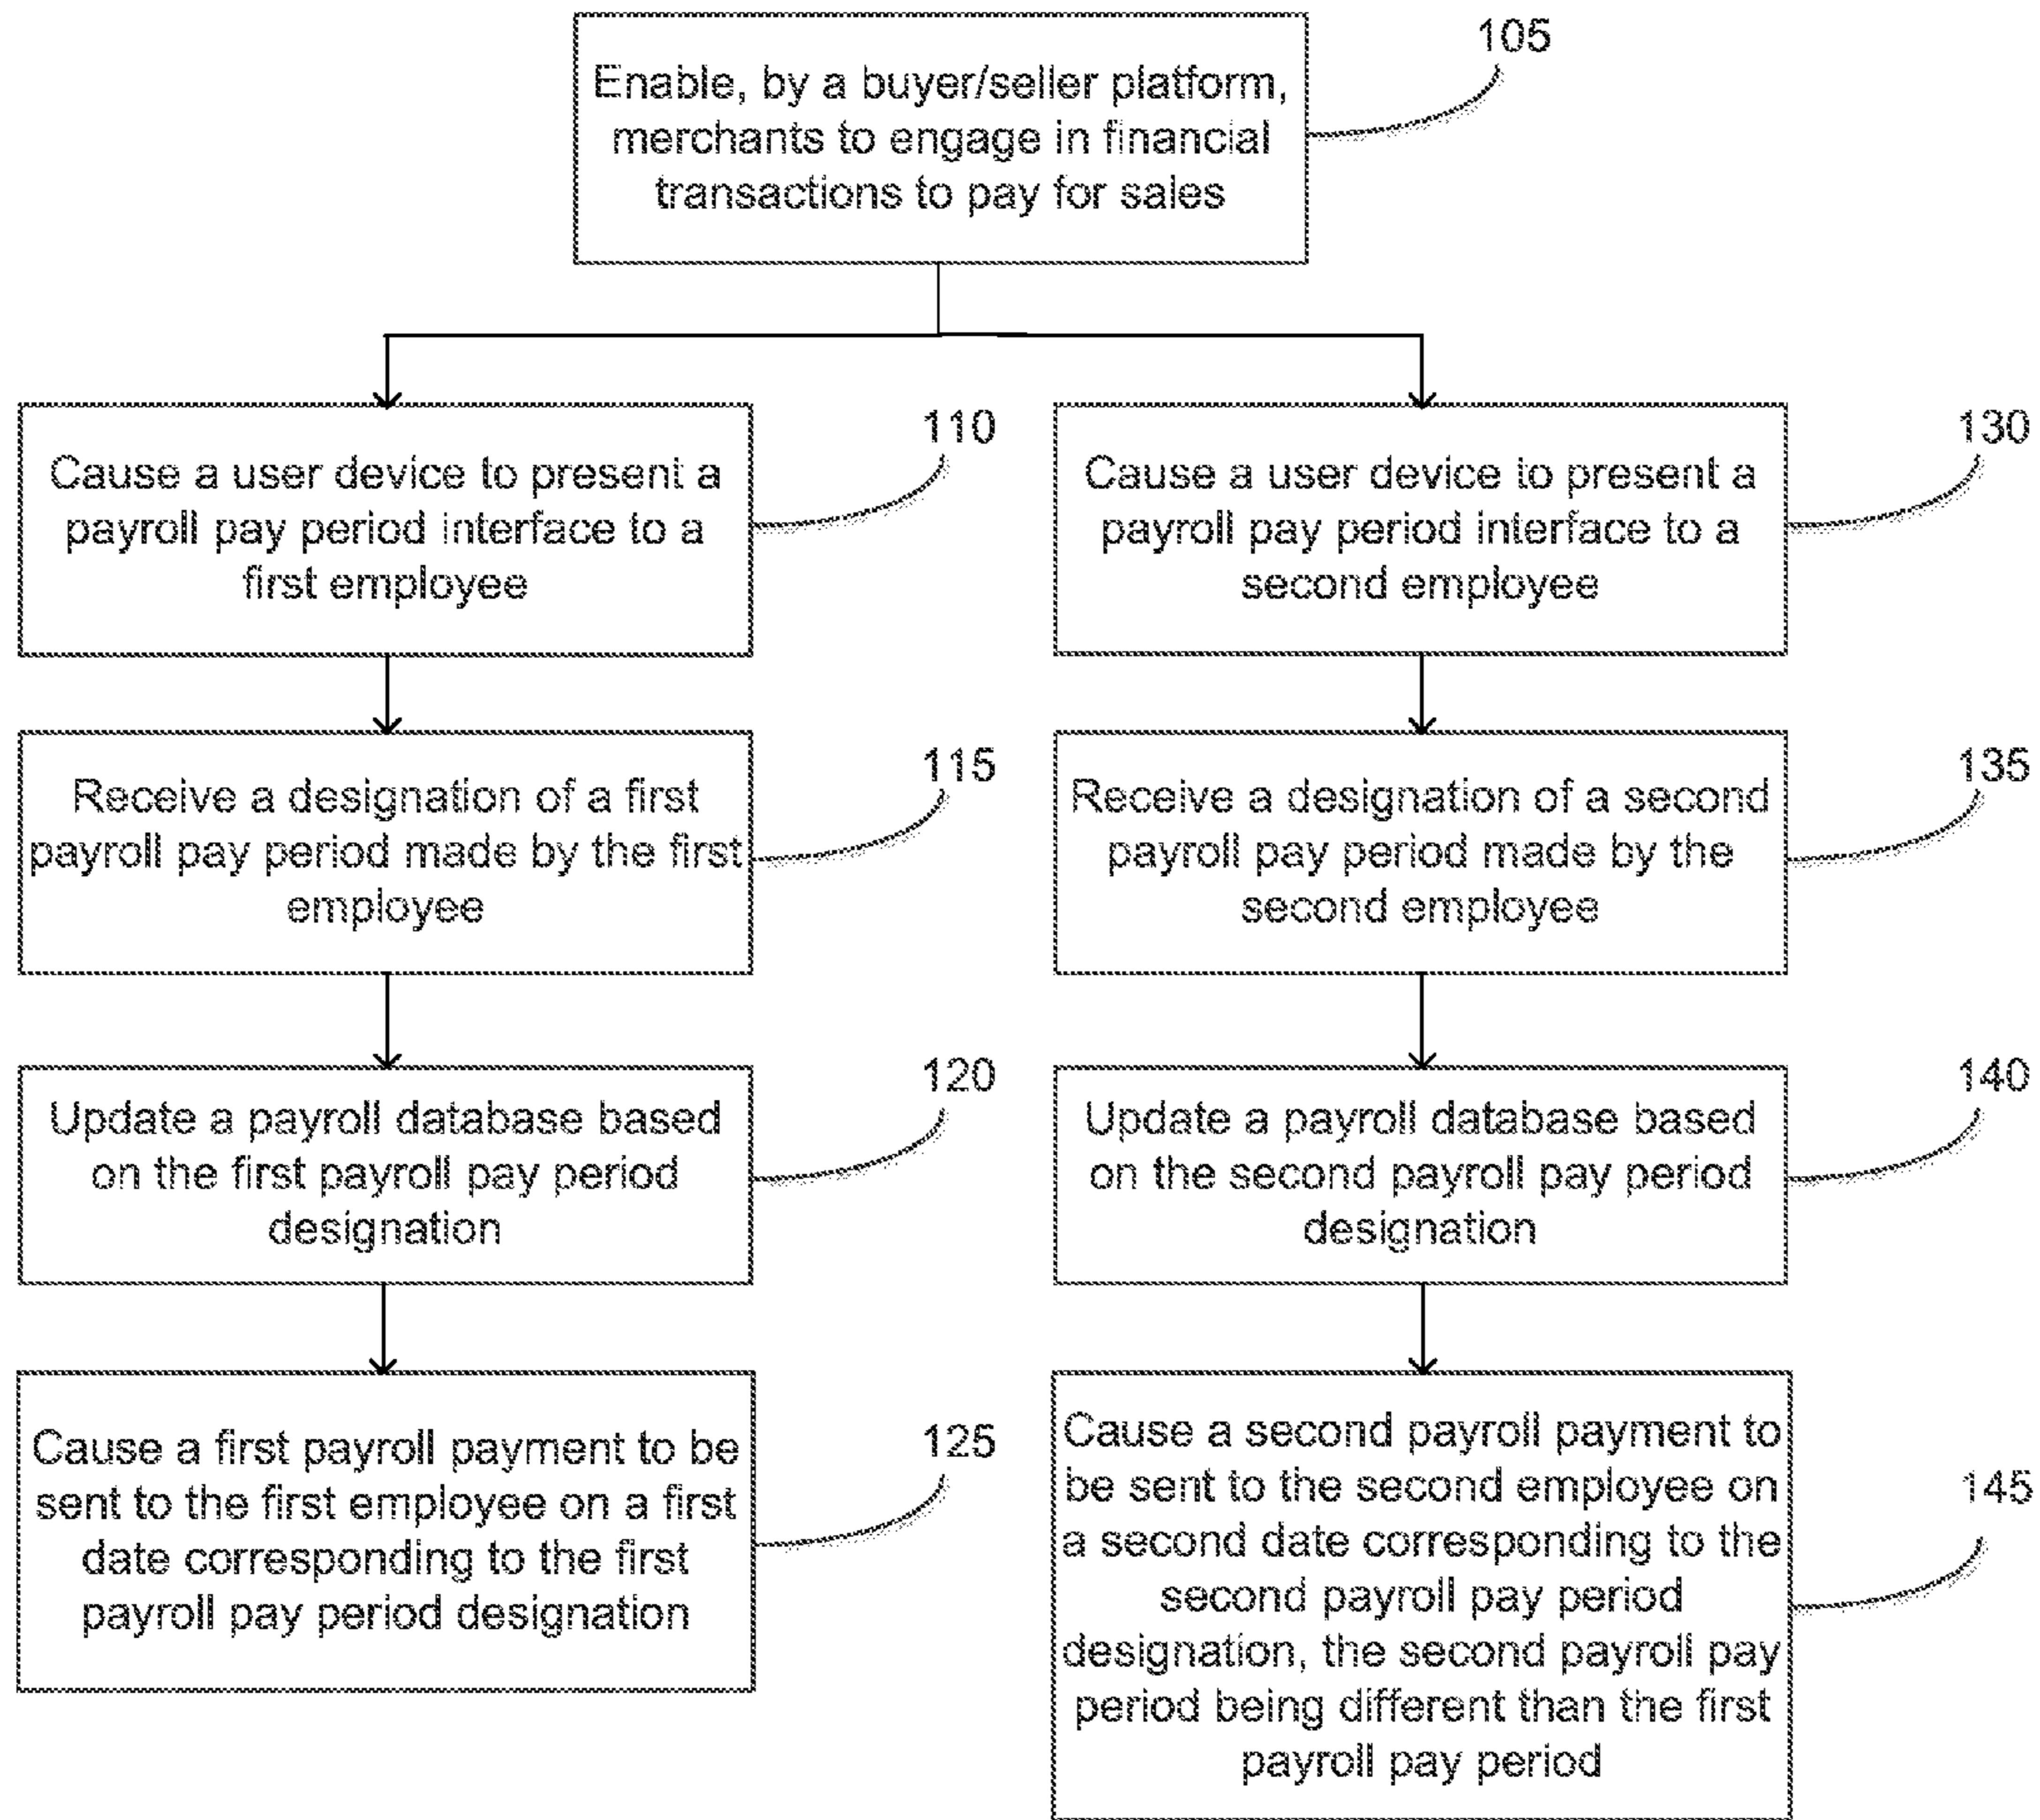 Enable, by a buyer/seller platform,
merchants to engage in financial
transactions to pay for sales
105
Cause a user device to present a
payroll pay period interface to a
first employee
110
Receive a designation of a first
payroll pay period made by the first
employee
115
Update a payroll database based
on the first payroll pay period
designation
120
Cause a first payroll payment to be
sent to the first employee on a first
date corresponding to the first
payroll pay period designation
125
Cause a user device to present a
payroll pay period interface to a
second employee
130
Receive a designation of a second
payroll pay period made by the
second employee
135
Update a payroll database based
on the second payroll pay period
designation
140
Cause a second payroll payment to
be sent to the second employee on
a second date corresponding to the
second payroll pay period
designation, the second payroll pay
period being different than the first
payroll pay period
145